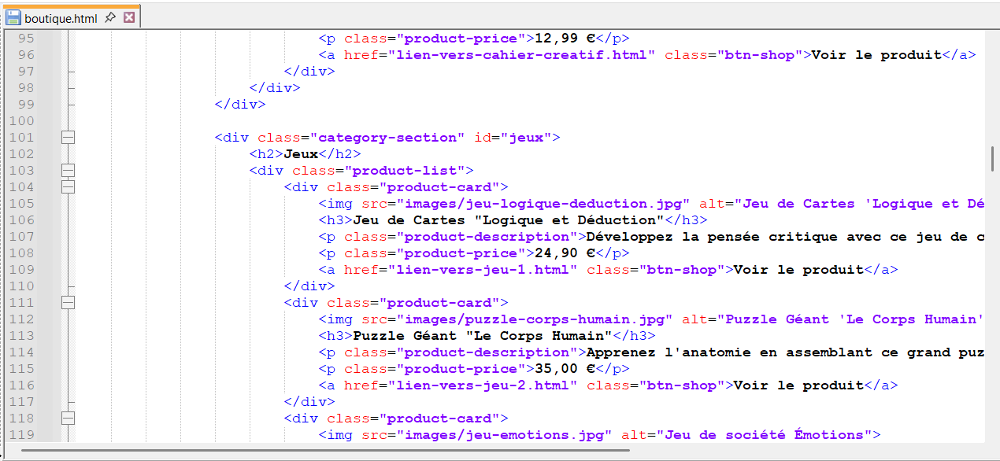 boutique.html
95 <p class="product-price">12,99 €</p>
96 <a href="lien-vers-cahier-creatif.html" class="btn-shop">Voir le produit</a>
97 </div>
98 </div>
99 </div>
100
101 <div class="category-section" id="jeux">
102 <h2>Jeux</h2>
103 <div class="product-list">
104 <div class="product-card">
105 <img src="images/jeu-logique-deduction.jpg" alt="Jeu de Cartes 'Logique et Dé
106 <h3>Jeu de Cartes "Logique et Déduction"</h3>
107 <p class="product-description">Développez la pensée critique avec ce jeu de c
108 <p class="product-price">24,90 €</p>
109 <a href="lien-vers-jeu-1.html" class="btn-shop">Voir le produit</a>
110 </div>
111 <div class="product-card">
112 <img src="images/puzzle-corps-humain.jpg" alt="Puzzle Géant 'Le Corps Humain'
113 <h3>Puzzle Géant "Le Corps Humain"</h3>
114 <p class="product-description">Apprenez l'anatomie en assemblant ce grand puz
115 <p class="product-price">35,00 €</p>
116 <a href="lien-vers-jeu-2.html" class="btn-shop">Voir le produit</a>
117 </div>
118 <div class="product-card">
119 <img src="images/jeu-emotions.jpg" alt="Jeu de société Émotions">